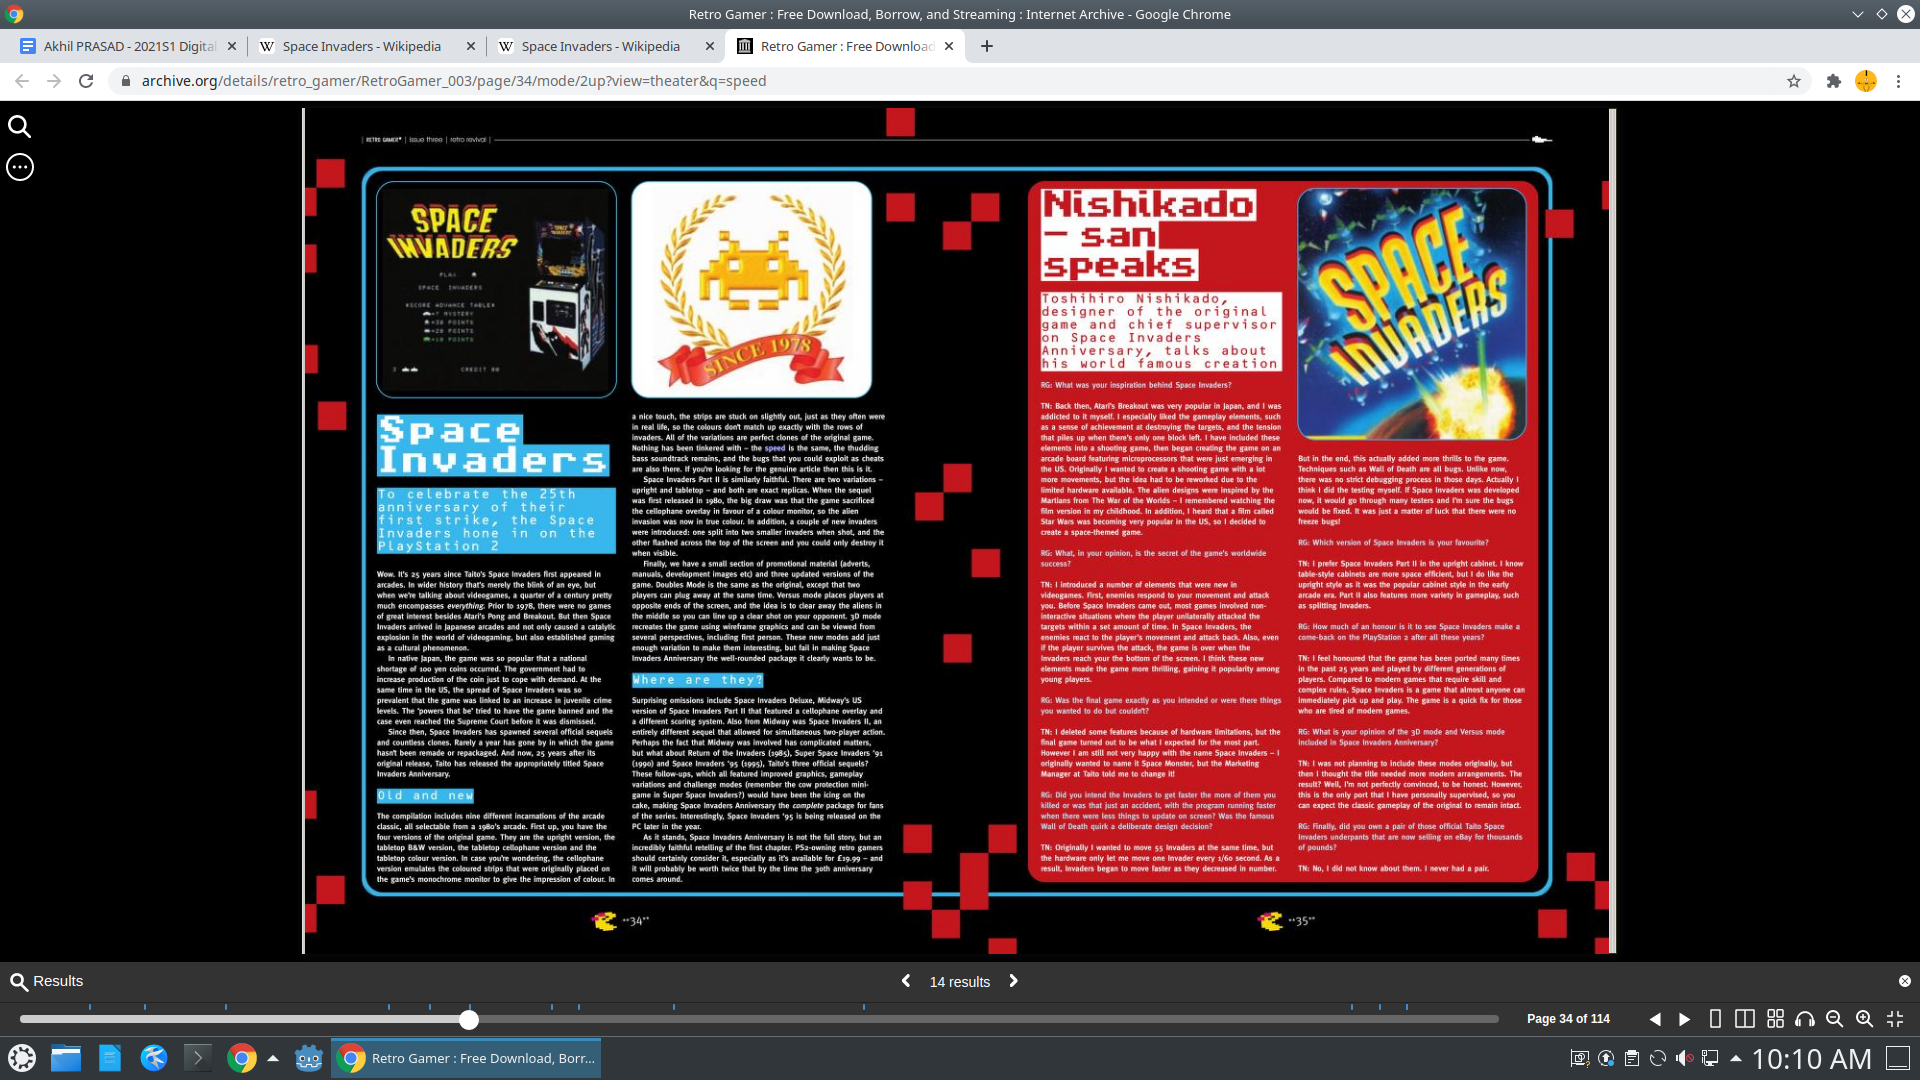 Retro Gamer : Free Download, Borrow, and Streaming : Internet Archive - Google Chrome
Akhil PRASAD - 2021S1 Digital
Space Invaders - Wikipedia
Space Invaders - Wikipedia
Retro Gamer : Free Download
archive.org/details/retro_gamer/RetroGamer_003/page/34/mode/2up?view=theater&q=speed
| RETRO GAMER | issue three | retro revival |
SPACE
INVADERS
PLAY
SPACE INVADERS
*SCORE ADVANCE TABLE*
=? MYSTERY
=30 POINTS
=20 POINTS
=10 POINTS
3
CREDIT 00
SINCE 1978
Space
Invaders
To celebrate the 25th
anniversary of their
first strike, the Space
Invaders hone in on the
PlayStation 2
Wow. It's 25 years since Taito's Space Invaders first appeared in
arcades. In wider history that's merely the blink of an eye, but
when we're talking about videogames, a quarter of a century pretty
much encompasses everything. Prior to 1978, there were no games
of great interest besides Atari's Pong and Breakout. But then Space
Invaders arrived in Japanese arcades and not only caused a catalytic
explosion in the world of videogaming, but also established gaming
as a cultural phenomenon.
In native Japan, the game was so popular that a national
shortage of 100 yen coins occurred. The government had to
increase production of the coin just to cope with demand. At the
same time in the US, the spread of Space Invaders was so
prevalent that the game was linked to an increase in juvenile crime
levels. The 'powers that be' tried to have the game banned and the
case even reached the Supreme Court before it was dismissed.
Since then, Space Invaders has spawned several official sequels
and countless clones. Rarely a year has gone by in which the game
hasn't been remade or repackaged. And now, 25 years after its
original release, Taito has released the appropriately titled Space
Invaders Anniversary.
Old and new
The compilation includes nine different incarnations of the arcade
classic, all selectable from a 1980's arcade. First up, you have the
four versions of the original game. They are the upright version, the
tabletop B&W version, the tabletop cellophane version and the
tabletop colour version. In case you're wondering, the cellophane
version emulates the coloured strips that were originally placed on
the game's monochrome monitor to give the impression of colour. In
a nice touch, the strips are stuck on slightly out, just as they often were
in real life, so the colours don't match up exactly with the rows of
invaders. All of the variations are perfect clones of the original game.
Nothing has been tinkered with – the speed is the same, the thudding
bass soundtrack remains, and the bugs that you could exploit as cheats
are also there. If you're looking for the genuine article then this is it.
Space Invaders Part II is similarly faithful. There are two variations –
upright and tabletop – and both are exact replicas. When the sequel
was first released in 1980, the big draw was that the game sacrificed
the cellophane overlay in favour of a colour monitor, so the alien
invasion was now in true colour. In addition, a couple of new invaders
were introduced: one split into two smaller invaders when shot, and the
other flashed across the top of the screen and you could only destroy it
when visible.
Finally, we have a small section of promotional material (adverts,
manuals, development images etc) and three updated versions of the
game. Doubles Mode is the same as the original, except that two
players can plug away at the same time. Versus mode places players at
opposite ends of the screen, and the idea is to clear away the aliens in
the middle so you can line up a clear shot on your opponent. 3D mode
recreates the game using wireframe graphics and can be viewed from
several perspectives, including first person. These new modes add just
enough variation to make them interesting, but fail in making Space
Invaders Anniversary the well-rounded package it clearly wants to be.
Where are they?
Surprising omissions include Space Invaders Deluxe, Midway's US
version of Space Invaders Part II that featured a cellophane overlay and
a different scoring system. Also from Midway was Space Invaders II, an
entirely different sequel that allowed for simultaneous two-player action.
Perhaps the fact that Midway was involved has complicated matters,
but what about Return of the Invaders (1985), Super Space Invaders '91
(1990) and Space Invaders '95 (1995), Taito's three official sequels?
These follow-ups, which all featured improved graphics, gameplay
variations and challenge modes (remember the cow protection mini-
game in Super Space Invaders?) would have been the icing on the
cake, making Space Invaders Anniversary the complete package for fans
of the series. Interestingly, Space Invaders '95 is being released on the
PC later in the year.
As it stands, Space Invaders Anniversary is not the full story, but an
incredibly faithful retelling of the first chapter. PS2-owning retro gamers
should certainly consider it, especially as it's available for £19.99 – and
it will probably be worth twice that by the time the 30th anniversary
comes around.
**34**
Nishikado
– san
speaks
Toshihiro Nishikado,
designer of the original
game and chief supervisor
on Space Invaders
Anniversary, talks about
his world famous creation
RG: What was your inspiration behind Space Invaders?
TN: Back then, Atari's Breakout was very popular in Japan, and I was
addicted to it myself. I especially liked the gameplay elements, such
as a sense of achievement at destroying the targets, and the tension
that piles up when there's only one block left. I have included these
elements into a shooting game, then began creating the game on an
arcade board featuring microprocessors that were just emerging in
the US. Originally I wanted to create a shooting game with a lot
more movements, but the idea had to be reworked due to the
limited hardware available. The alien designs were inspired by the
Martians from The War of the Worlds – I remembered watching the
film version in my childhood. In addition, I heard that a film called
Star Wars was becoming very popular in the US, so I decided to
create a space-themed game.
RG: What, in your opinion, is the secret of the game's worldwide
success?
TN: I introduced a number of elements that were new in
videogames. First, enemies respond to your movement and attack
you. Before Space Invaders came out, most games involved non-
interactive situations where the player unilaterally attacked the
targets within a set amount of time. In Space Invaders, the
enemies react to the player's movement and attack back. Also, even
if the player survives the attack, the game is over when the
Invaders reach your the bottom of the screen. I think these new
elements made the game more thrilling, gaining it popularity among
young players.
RG: Was the final game exactly as you intended or were there things
you wanted to do but couldn't?
TN: I deleted some features because of hardware limitations, but the
final game turned out to be what I expected for the most part.
However I am still not very happy with the name Space Invaders – I
originally wanted to name it Space Monster, but the Marketing
Manager at Taito told me to change it!
RG: Did you intend the Invaders to get faster the more of them you
killed or was that just an accident, with the program running faster
when there were less things to update on screen? Was the famous
Wall of Death quirk a deliberate design decision?
TN: Originally I wanted to move 55 Invaders at the same time, but
the hardware only let me move one Invader every 1/60 second. As a
result, Invaders began to move faster as they decreased in number.
SPACE
INVADERS
But in the end, this actually added more thrills to the game.
Techniques such as Wall of Death are all bugs. Unlike now,
there was no strict debugging process in those days. Actually I
think I did the testing myself. If Space Invaders was developed
now, it would go through many testers and I'm sure the bugs
would be fixed. It was just a matter of luck that there were no
freeze bugs!
RG: Which version of Space Invaders is your favourite?
TN: I prefer Space Invaders Part II in the upright cabinet. I know
table-style cabinets are more space efficient, but I do like the
upright style as it was the popular cabinet style in the early
arcade era. Part II also features more variety in gameplay, such
as splitting Invaders.
RG: How much of an honour is it to see Space Invaders make a
come-back on the PlayStation 2 after all these years?
TN: I feel honoured that the game has been ported many times
in the past 25 years and played by different generations of
players. Compared to modern games that require skill and
complex rules, Space Invaders is a game that almost anyone can
immediately pick up and play. The game is a quick fix for those
who are tired of modern games.
RG: What is your opinion of the 3D mode and Versus mode
included in Space Invaders Anniversary?
TN: I was not planning to include these modes originally, but
then I thought the title needed more modern arrangements. The
result? Well, I'm not perfectly convinced, to be honest. However,
this is the only port that I have personally supervised, so you
can expect the classic gameplay of the original to remain intact.
RG: Finally, did you own a pair of those official Taito Space
Invaders underpants that are now selling on eBay for thousands
of pounds?
TN: No, I did not know about them. I never had a pair.
**35**
Results
14 results
Page 34 of 114
Retro Gamer : Free Download, Borr...
10:10 AM